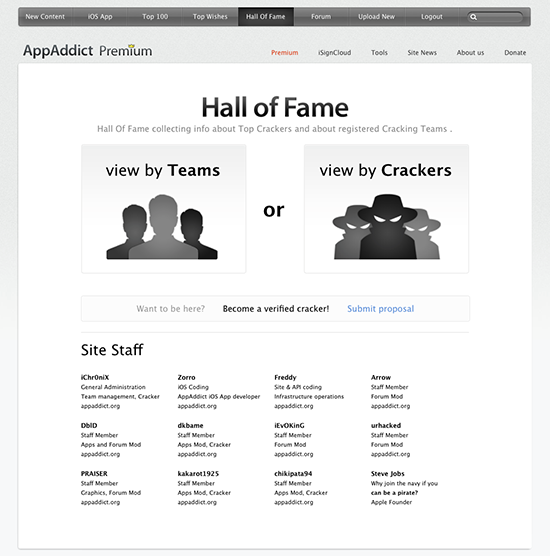 New Content iOS App Top 100 Top Wishes Hall Of Fame Forum Upload New Logout
AppAddict Premium
Premium iSignCloud Tools Site News About us Donate
Hall of Fame
Hall Of Fame collecting info about Top Crackers and about registered Cracking Teams .
view by Teams
or
view by Crackers
Want to be here? Become a verified cracker! Submit proposal
Site Staff
iChr0niX
General Administration
Team management, Cracker
appaddict.org
Zorro
iOS Coding
AppAddict iOS App developer
appaddict.org
Freddy
Site & API coding
Infrastructure operations
appaddict.org
Arrow
Staff Member
Forum Mod
appaddict.org
DblD
Staff Member
Apps and Forum Mod
appaddict.org
dkbame
Staff Member
Apps Mod, Cracker
appaddict.org
iEvOKinG
Staff Member
Forum Mod
appaddict.org
urhacked
Staff Member
Forum Mod
appaddict.org
PRAISER
Staff Member
Graphics, Forum Mod
appaddict.org
kakarot1925
Staff Member
Apps Mod, Cracker
appaddict.org
chikipata94
Staff Member
Apps Mod, Cracker
appaddict.org
Steve Jobs
Why join the navy if you
can be a pirate?
Apple Founder